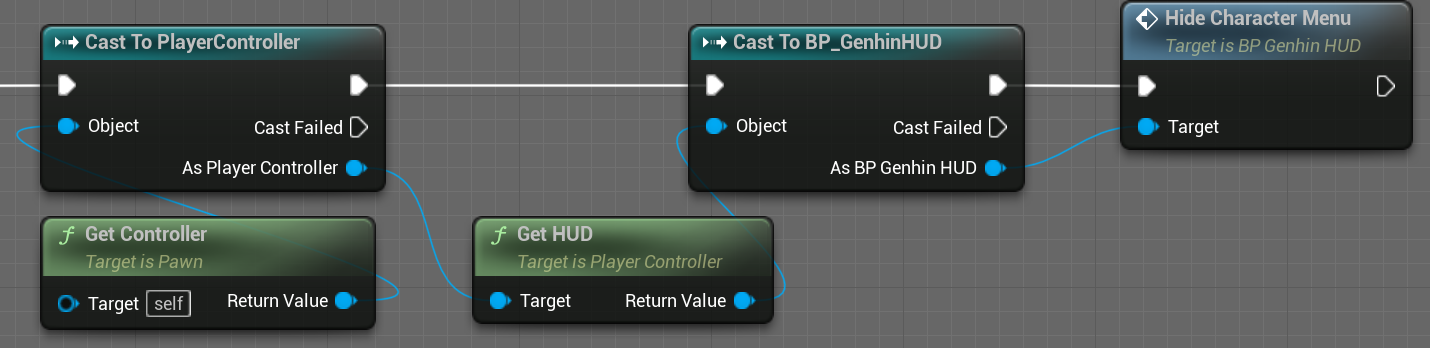 Cast To PlayerController
Object
Cast Failed
As Player Controller
Get Controller
Target is Pawn
Target self
Return Value
Get HUD
Target is Player Controller
Target
Return Value
Cast To BP_GenhinHUD
Object
Cast Failed
As BP Genhin HUD
Hide Character Menu
Target is BP Genhin HUD
Target